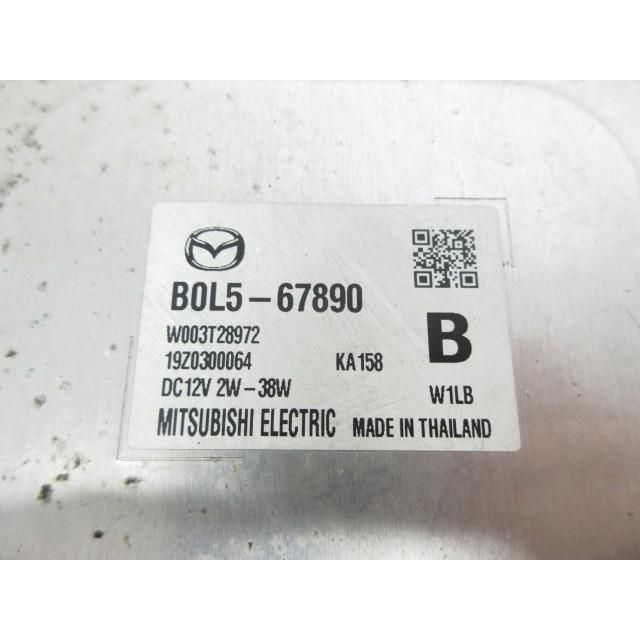 B0L5-67890
W003T28972
19Z0300064 KA158
DC12V 2W-38W
MITSUBISHI ELECTRIC MADE IN THAILAND
B
W1LB